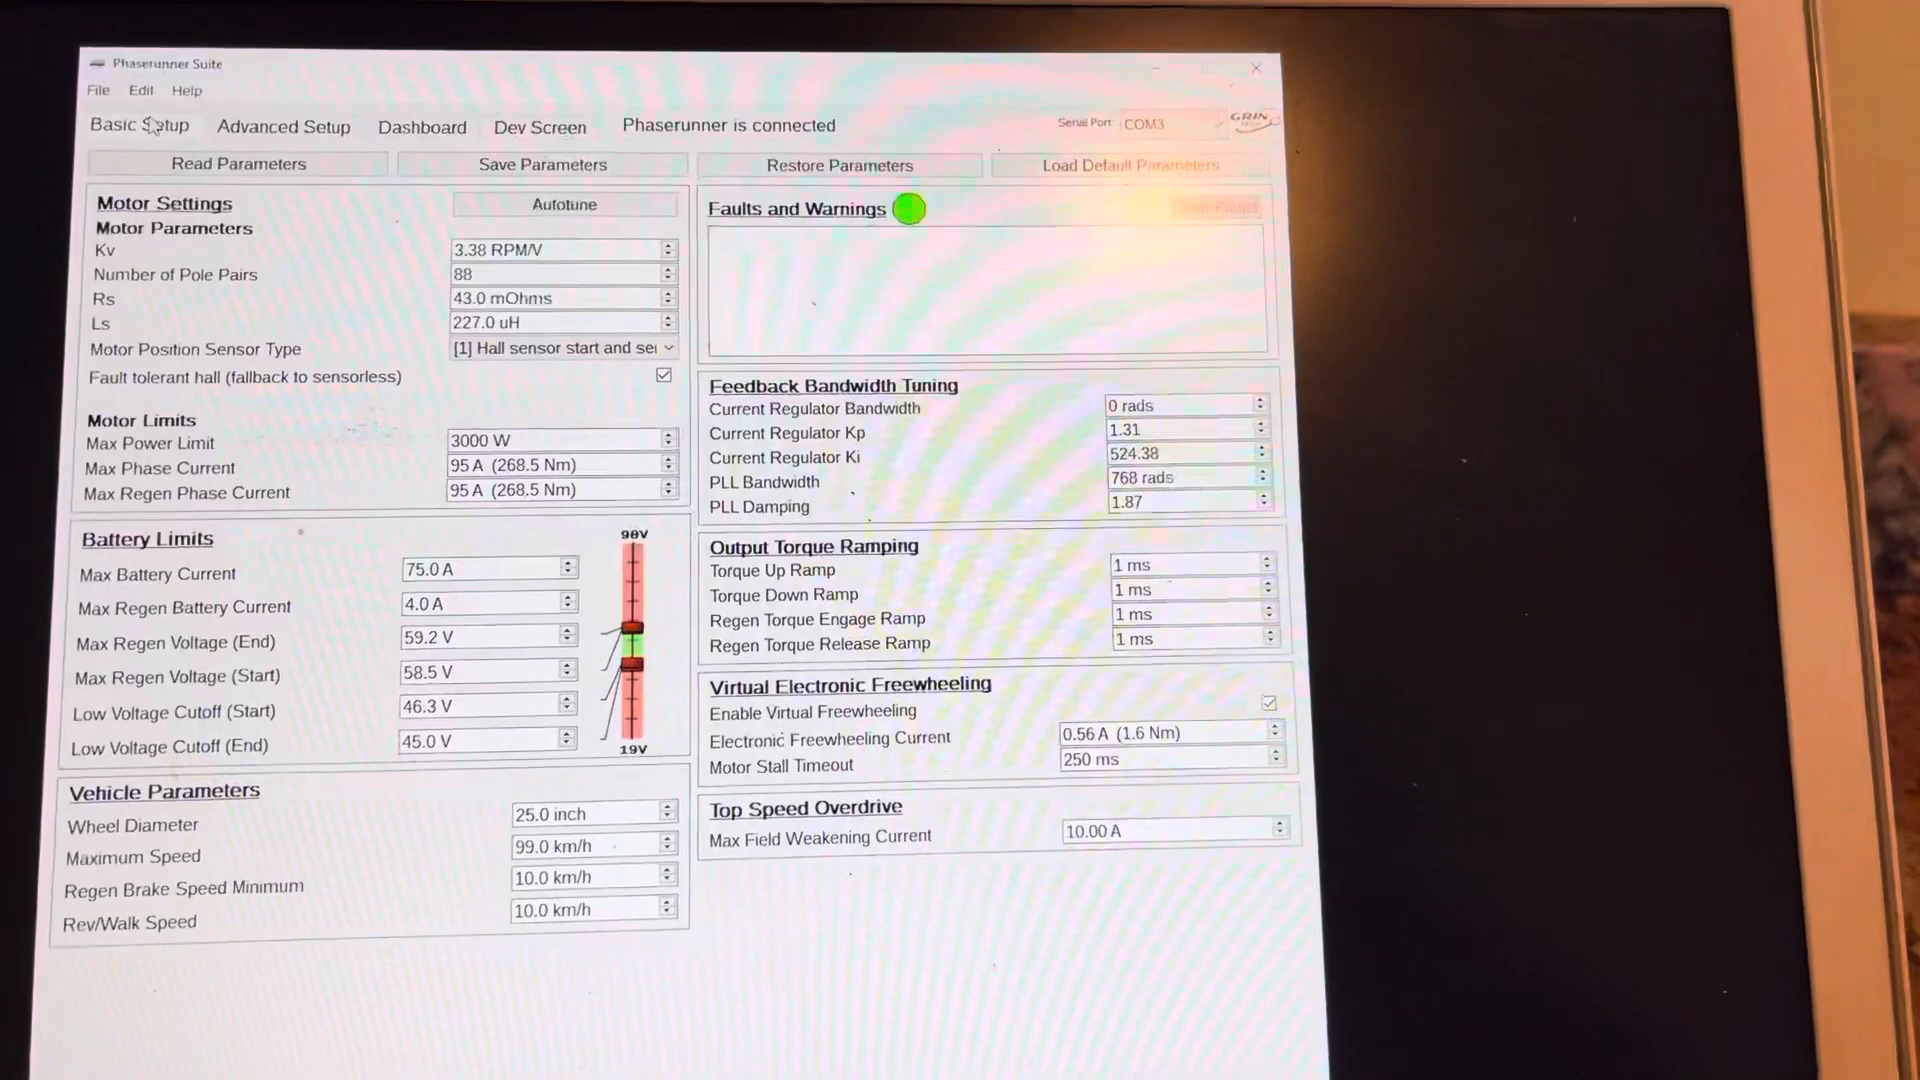 Phaserunner Suite
File Edit Help
Basic Setup Advanced Setup Dashboard Dev Screen Phaserunner is connected Serial Port COM3 GRIN
Read Parameters Save Parameters Restore Parameters Load Default Parameters
Motor Settings Autotune
Motor Parameters
Kv 3.38 RPM/V
Number of Pole Pairs 88
Rs 43.0 mOhms
Ls 227.0 uH
Motor Position Sensor Type [1] Hall sensor start and sei
Fault tolerant hall (fallback to sensorless)
Motor Limits
Max Power Limit 3000 W
Max Phase Current 95 A (268.5 Nm)
Max Regen Phase Current 95 A (268.5 Nm)
Battery Limits
98V
Max Battery Current 75.0 A
Max Regen Battery Current 4.0 A
Max Regen Voltage (End) 59.2 V
Max Regen Voltage (Start) 58.5 V
Low Voltage Cutoff (Start) 46.3 V
Low Voltage Cutoff (End) 45.0 V
19V
Vehicle Parameters
Wheel Diameter 25.0 inch
Maximum Speed 99.0 km/h
Regen Brake Speed Minimum 10.0 km/h
Rev/Walk Speed 10.0 km/h
Faults and Warnings Clear Faults
Feedback Bandwidth Tuning
Current Regulator Bandwidth 0 rads
Current Regulator Kp 1.31
Current Regulator Ki 524.38
PLL Bandwidth 768 rads
PLL Damping 1.87
Output Torque Ramping
Torque Up Ramp 1 ms
Torque Down Ramp 1 ms
Regen Torque Engage Ramp 1 ms
Regen Torque Release Ramp 1 ms
Virtual Electronic Freewheeling
Enable Virtual Freewheeling
Electronic Freewheeling Current 0.56 A (1.6 Nm)
Motor Stall Timeout 250 ms
Top Speed Overdrive
Max Field Weakening Current 10.00 A